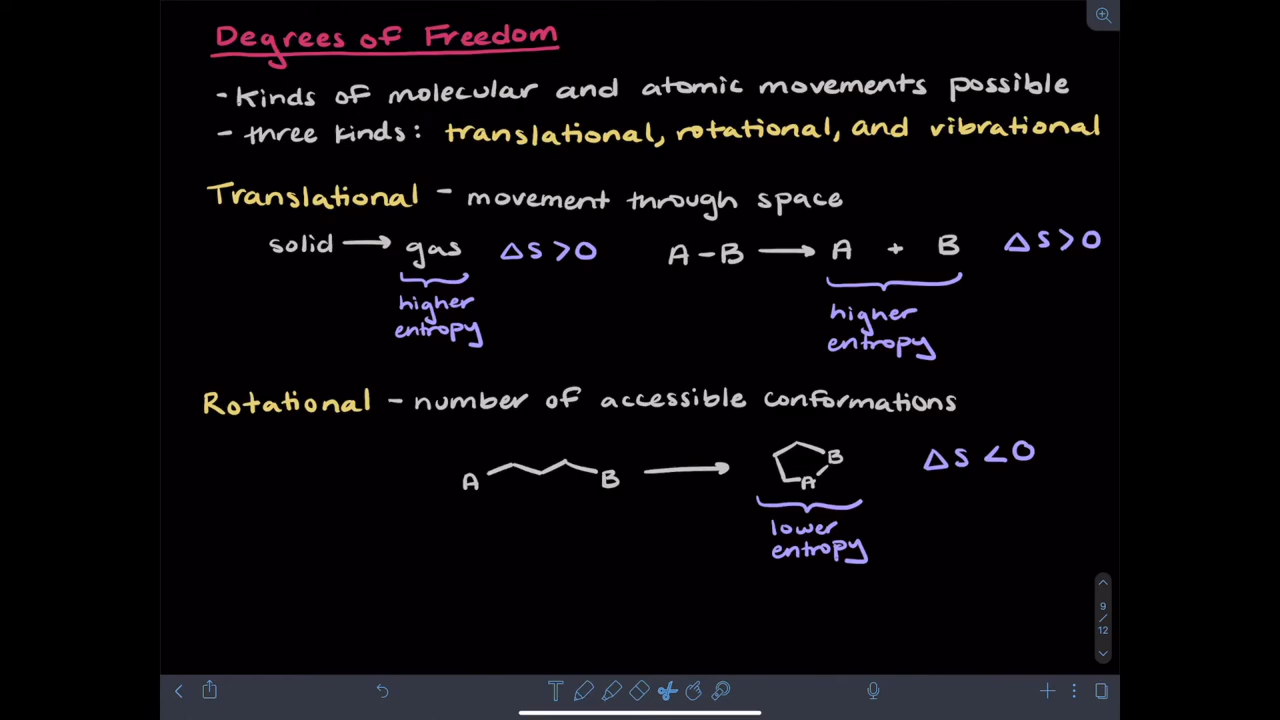 Degrees of Freedom
- Kinds of molecular and atomic movements possible
- three kinds: translational, rotational, and vibrational
Translational - movement through space
solid → gas ΔS > 0
higher
entropy
A - B → A + B ΔS > 0
higher
entropy
Rotational - number of accessible conformations
A B → B A ΔS < 0
lower
entropy
9
/
12